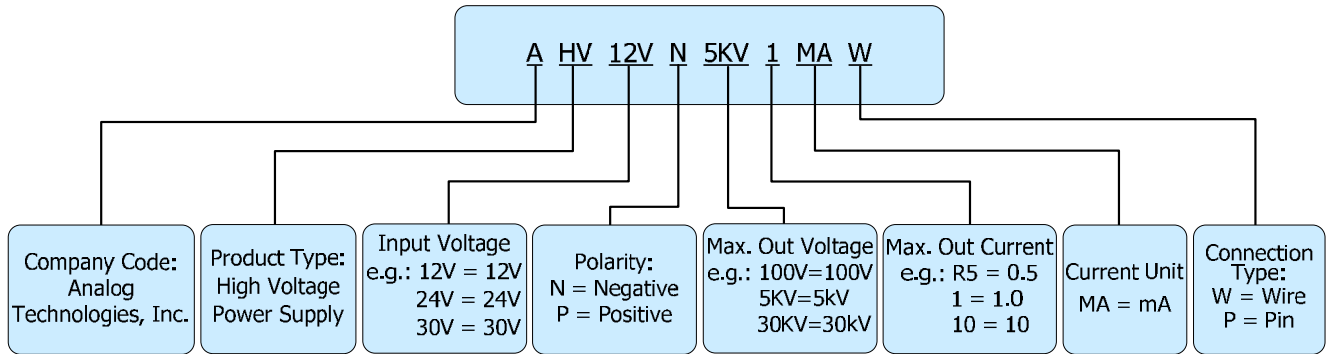 A HV 12V N 5KV 1 MA W
Company Code:
Analog
Technologies, Inc.
Product Type:
High Voltage
Power Supply
Input Voltage
e.g.: 12V = 12V
24V = 24V
30V = 30V
Polarity:
N = Negative
P = Positive
Max. Out Voltage
e.g.: 100V=100V
5KV=5kV
30KV=30kV
Max. Out Current
e.g.: R5 = 0.5
1 = 1.0
10 = 10
Current Unit
MA = mA
Connection
Type:
W = Wire
P = Pin